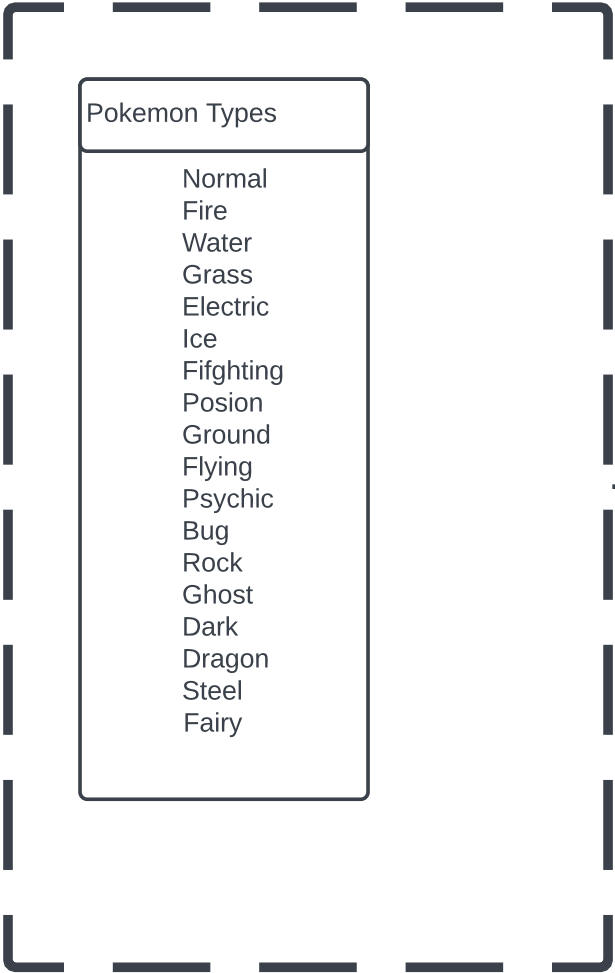 Pokemon Types
Normal
Fire
Water
Grass
Electric
Ice
Fifghting
Posion
Ground
Flying
Psychic
Bug
Rock
Ghost
Dark
Dragon
Steel
Fairy